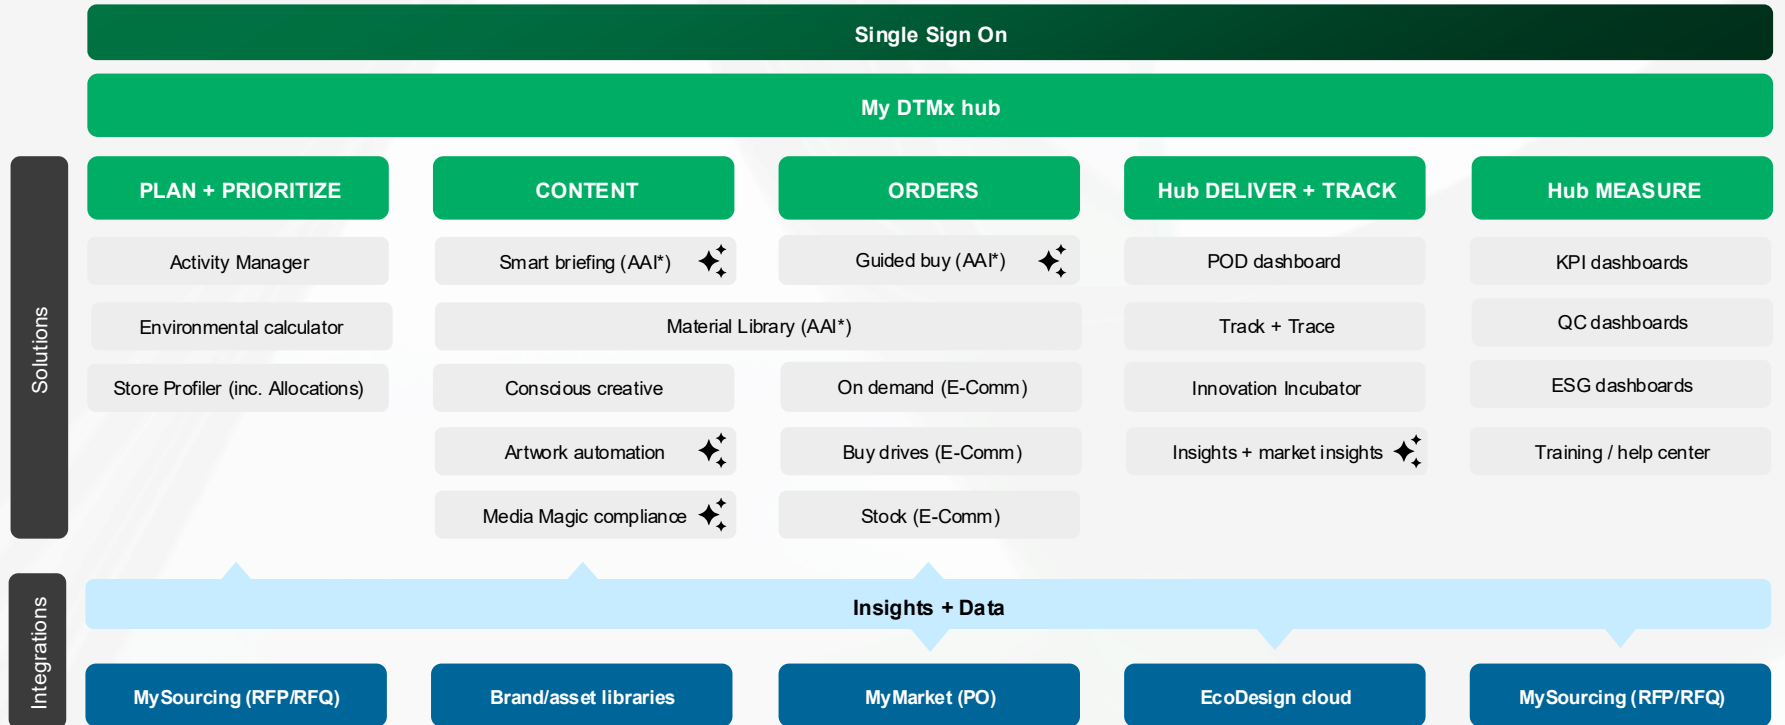 Single Sign On
My DTMx hub
Solutions
PLAN + PRIORITIZE
CONTENT
ORDERS
Hub DELIVER + TRACK
Hub MEASURE
Activity Manager
Smart briefing (AAI*)
Guided buy (AAI*)
POD dashboard
KPI dashboards
Environmental calculator
Material Library (AAI*)
Track + Trace
QC dashboards
Store Profiler (inc. Allocations)
Conscious creative
On demand (E-Comm)
Innovation Incubator
ESG dashboards
Artwork automation
Buy drives (E-Comm)
Insights + market insights
Training / help center
Media Magic compliance
Stock (E-Comm)
Integrations
Insights + Data
MySourcing (RFP/RFQ)
Brand/asset libraries
MyMarket (PO)
EcoDesign cloud
MySourcing (RFP/RFQ)